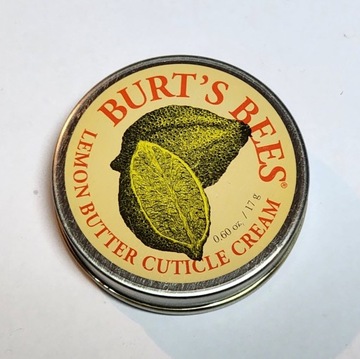 BURT'S BEES®
LEMON BUTTER CUTICLE CREAM
0.60 oz. / 17 g